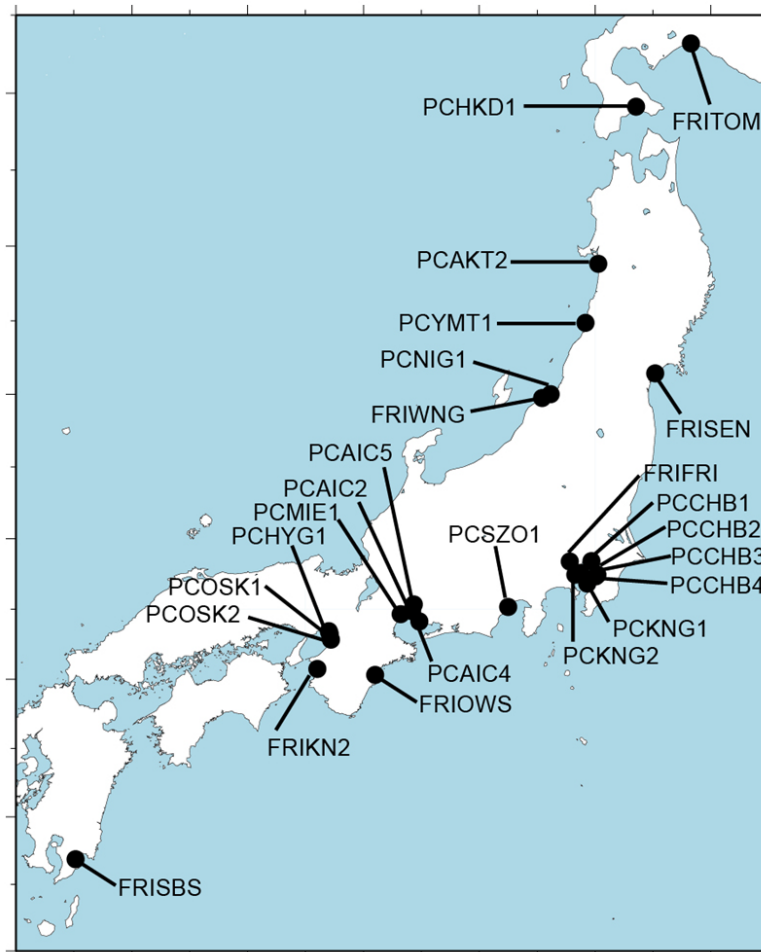 PCHKD1
FRITOM
PCAKT2
PCYMT1
PCNIG1
FRIWNG
FRISEN
PCAIC5
FRIFRI
PCAIC2
PCCHB1
PCMIE1
PCCHB2
PCHYG1
PCSZO1
PCCHB3
PCOSK1
PCCHB4
PCOSK2
PCKNG1
PCKNG2
PCAIC4
FRIOWS
FRIKN2
FRISBS